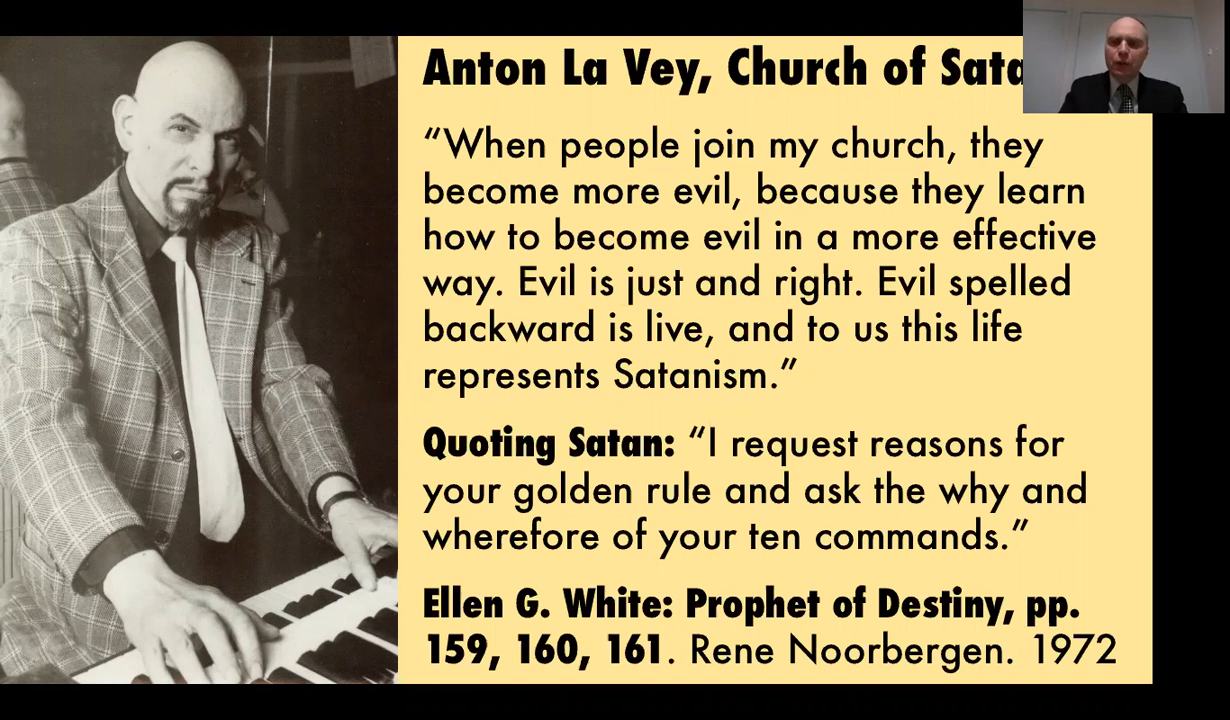 Anton La Vey, Church of
“When people join my church, they
become more evil, because they learn
how to become evil in a more effective
way. Evil is just and right. Evil spelled
backward is live, and to us this life
represents Satanism.”
Quoting Satan: “I request reasons for
your golden rule and ask the why and
wherefore of your ten commands.”
Ellen G. White: Prophet of Destiny, pp.
159, 160, 161. Rene Noorbergen. 1972